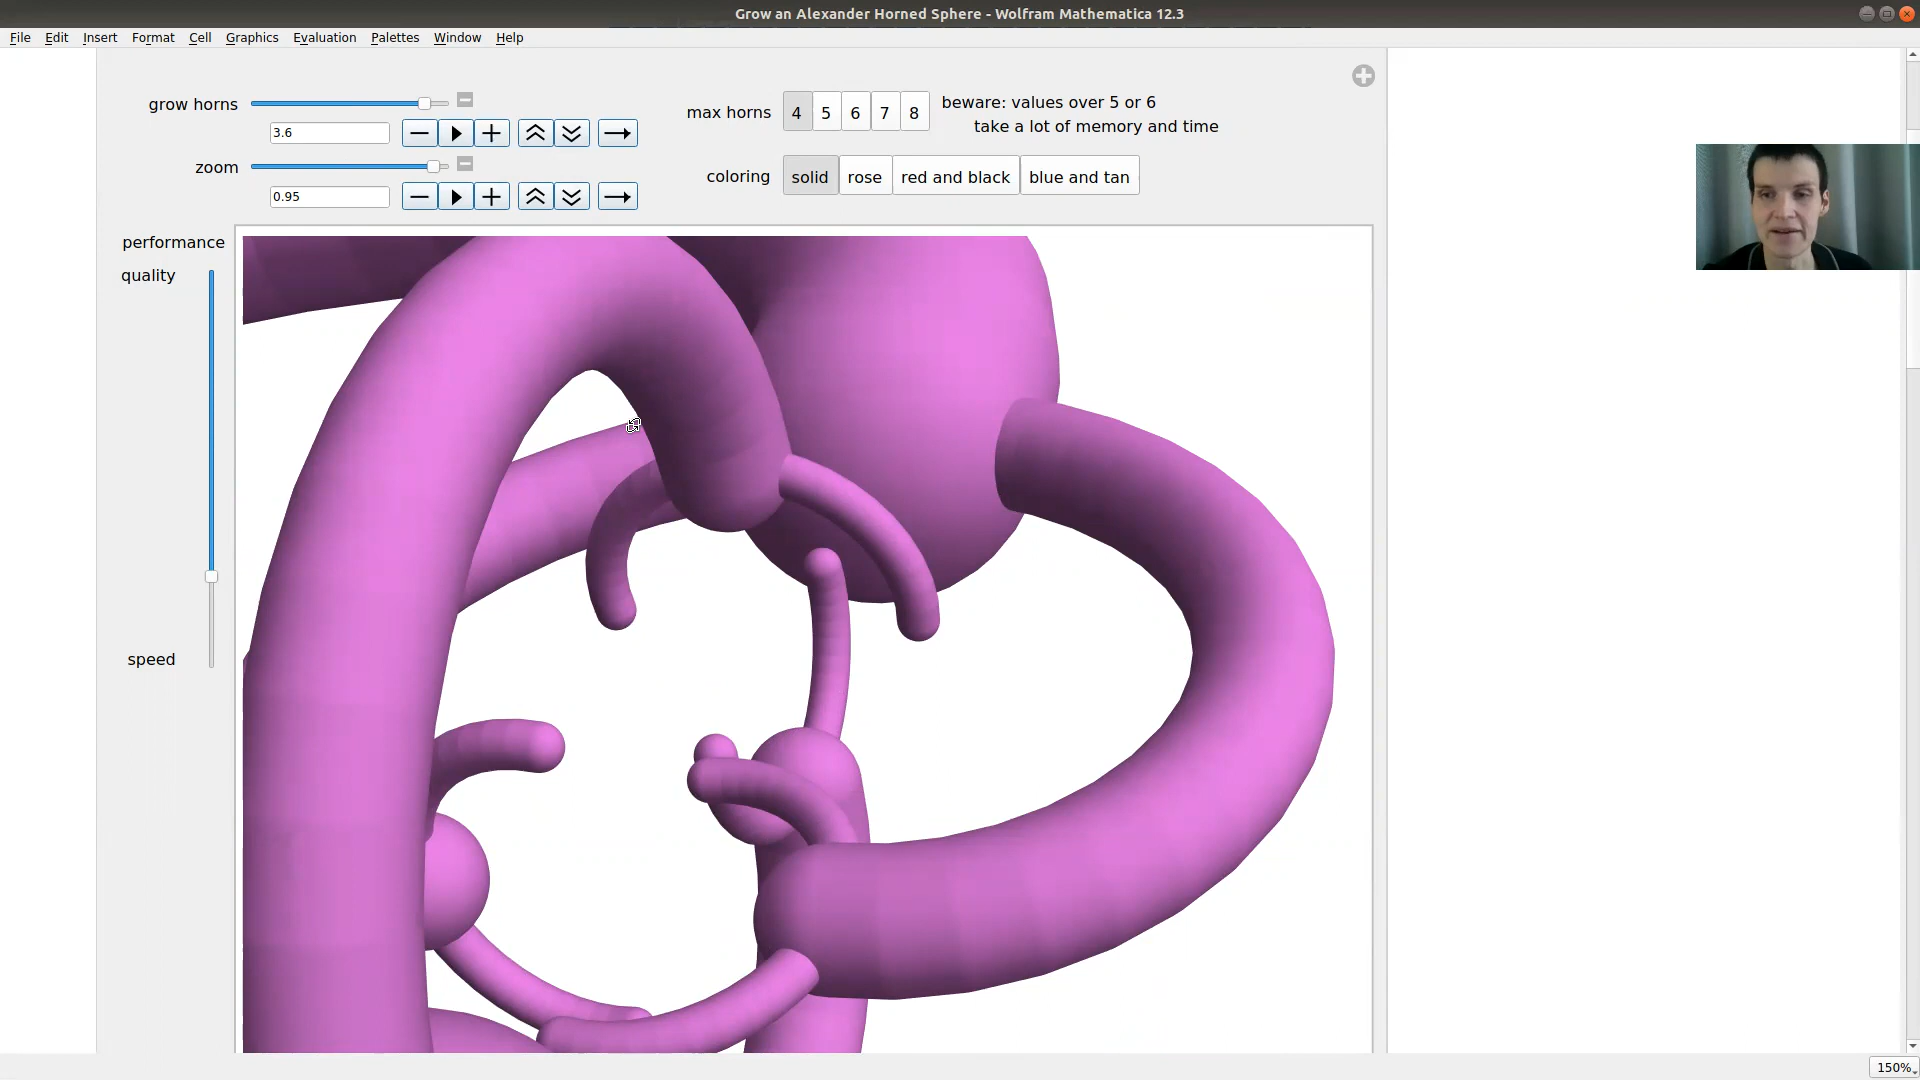 Grow an Alexander Horned Sphere - Wolfram Mathematica 12.3
File Edit Insert Format Cell Graphics Evaluation Palettes Window Help
grow horns
3.6
zoom
0.95
max horns 4 5 6 7 8
beware: values over 5 or 6
take a lot of memory and time
coloring solid rose red and black blue and tan
performance
quality
speed
150%